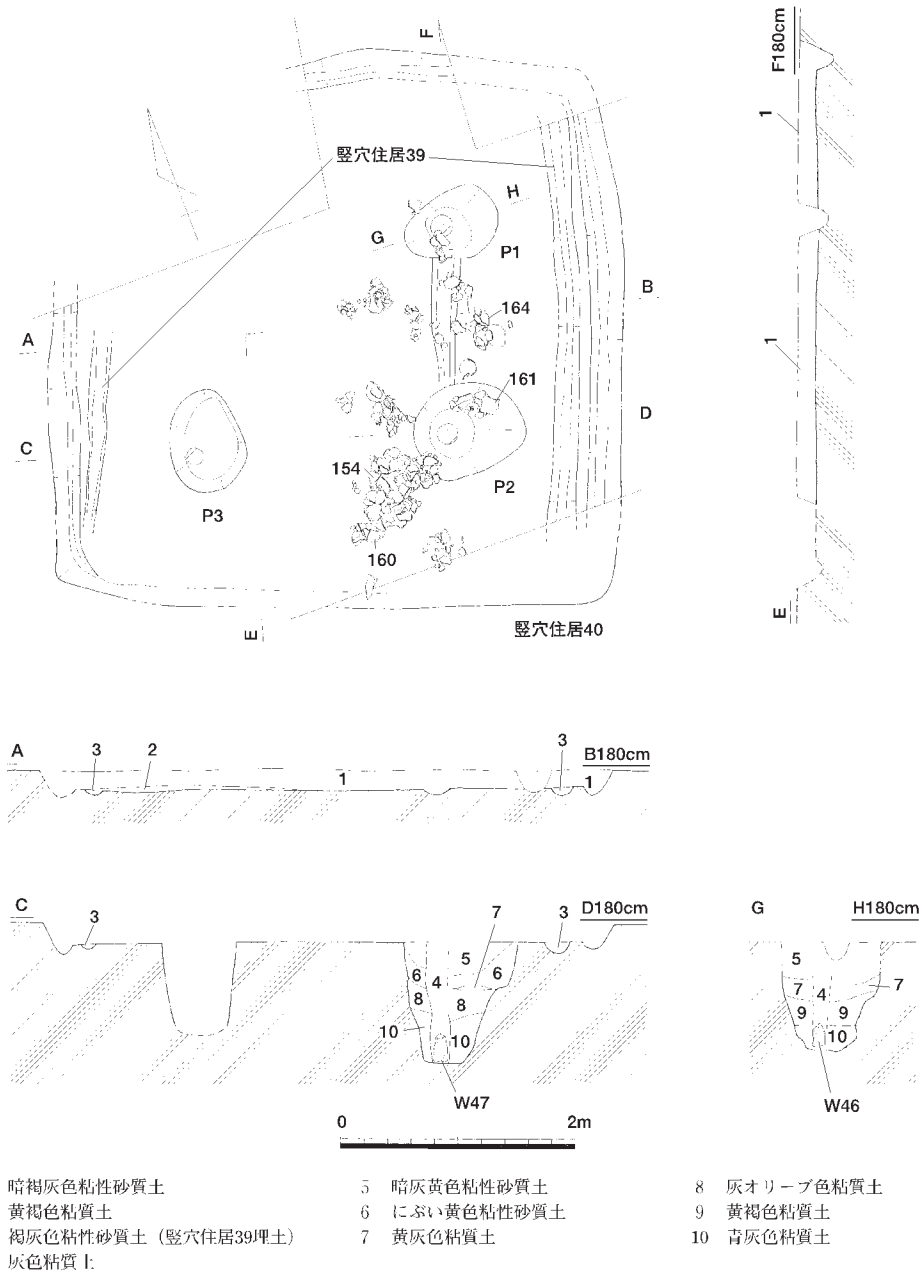 F
F180cm
1
竪穴住居39
H
G
P1
B
164
A
1
161
D
C
154
P2
P3
160
E
竪穴住居40
E
A
3
2
3
B180cm
1
1
C
3
7
3
D180cm
G
H180cm
5
6
4
6
8
8
10
10
W47
5
7
4
7
9
9
10
W46
0
2m
暗褐灰色粘性砂質土
黄褐色粘質土
褐灰色粘性砂質土（竪穴住居39埋土）
灰色粘質土
5 暗灰黄色粘性砂質土
6 にぶい黄色粘性砂質土
7 黄灰色粘質土
8 灰オリーブ色粘質土
9 黄褐色粘質土
10 青灰色粘質土